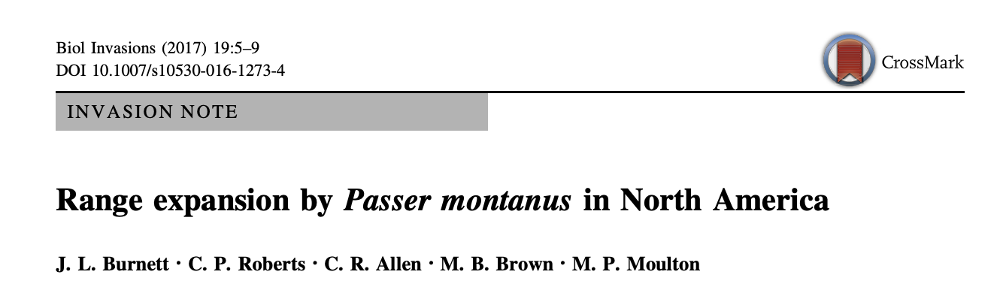 Biol Invasions (2017) 19:5–9
DOI 10.1007/s10530-016-1273-4
CrossMark
INVASION NOTE
Range expansion by Passer montanus in North America
J. L. Burnett · C. P. Roberts · C. R. Allen · M. B. Brown · M. P. Moulton